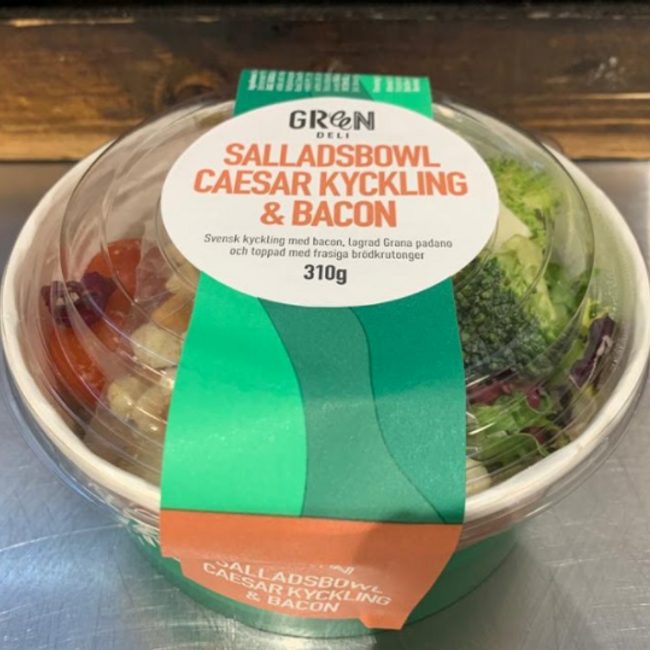 GReeN
DELI
SALLADSBOWL
CAESAR KYCKLING
& BACON
Svensk kyckling med bacon, lagrad Grana padano
och toppad med frasiga brödkrutonger
310g
SALLADSBOWL
CAESAR KYCKLING
& BACON